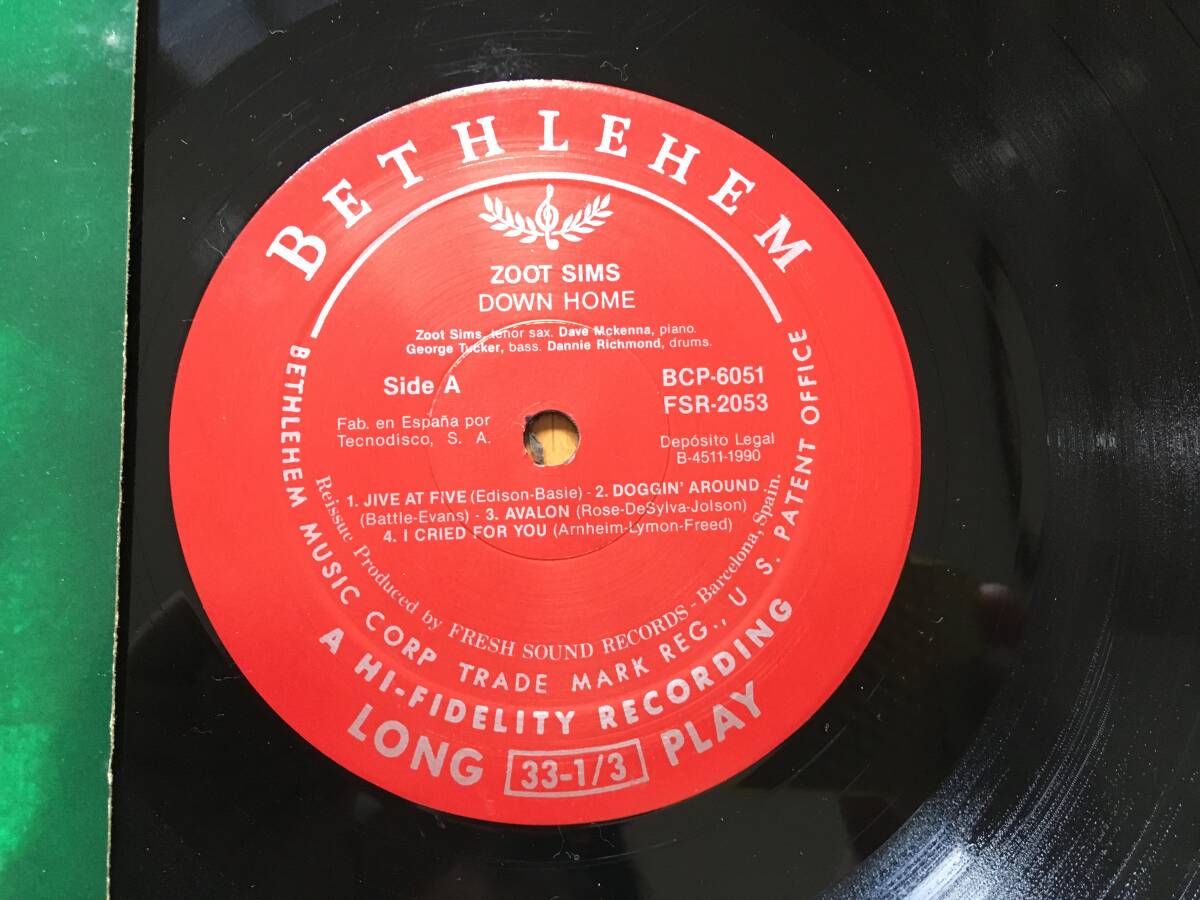 BETHLEHEM
ZOOT SIMS
DOWN HOME
Zoot Sims, tenor sax. Dave Mckenna, piano.
George Tucker, bass. Dannie Richmond, drums.
Side A
BCP-6051
FSR-2053
Fab. en España por
Tecnodisco, S. A.
Depósito Legal
B-4511-1990
1. JIVE AT FIVE (Edison-Basie) - 2. DOGGIN' AROUND
(Battle-Evans) - 3. AVALON (Rose-DeSylva-Jolson)
4. I CRIED FOR YOU (Arnheim-Lymon-Freed)
Reissue Produced by FRESH SOUND RECORDS - Barcelona, Spain.
BETHLEHEM MUSIC CORP TRADE MARK REG., U S. PATENT OFFICE
A HI-FIDELITY RECORDING
LONG 33-1/3 PLAY